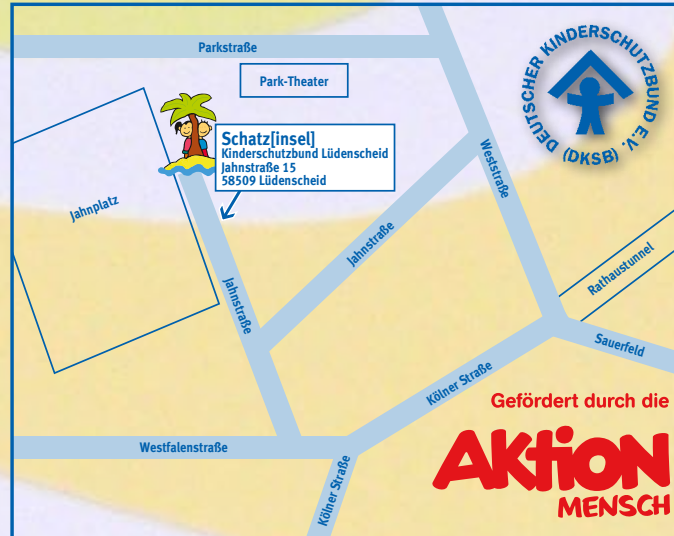 Parkstraße
Park-Theater
DEUTSCHER KINDERSCHUTZBUND E.V.
(DKSB)
Schatz[insel]
Kinderschutzbund Lüdenscheid
Jahnstraße 15
58509 Lüdenscheid
Weststraße
Jahnplatz
Jahnstraße
Jahnstraße
Rathaustunnel
Sauerfeld
Kölner Straße
Gefördert durch die
AKtiON
MENSCH
Westfalenstraße
Kölner Straße